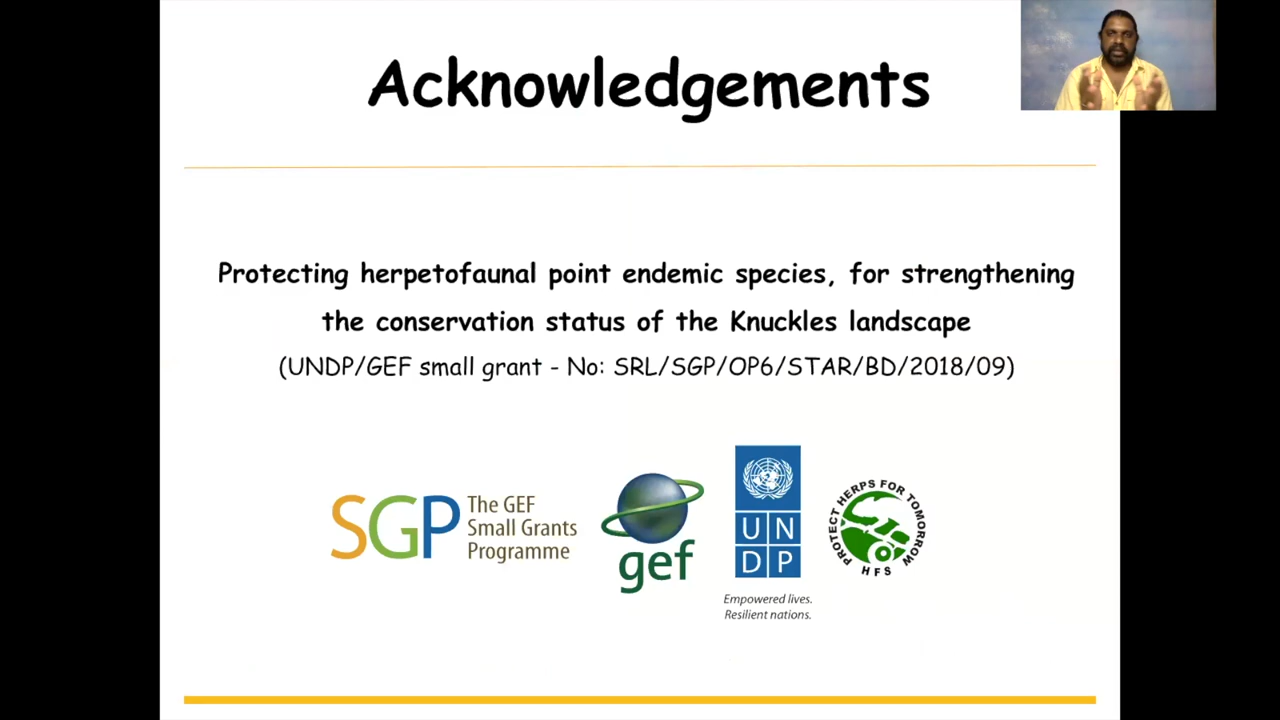 Acknowledgements
Protecting herpetofaunal point endemic species, for strengthening
the conservation status of the Knuckles landscape
(UNDP/GEF small grant - No: SRL/SGP/OP6/STAR/BD/2018/09)
SGP
The GEF
Small Grants
Programme
gef
UN
DP
Empowered lives.
Resilient nations.
PROTECT HERPS FOR TOMORROW
HFS